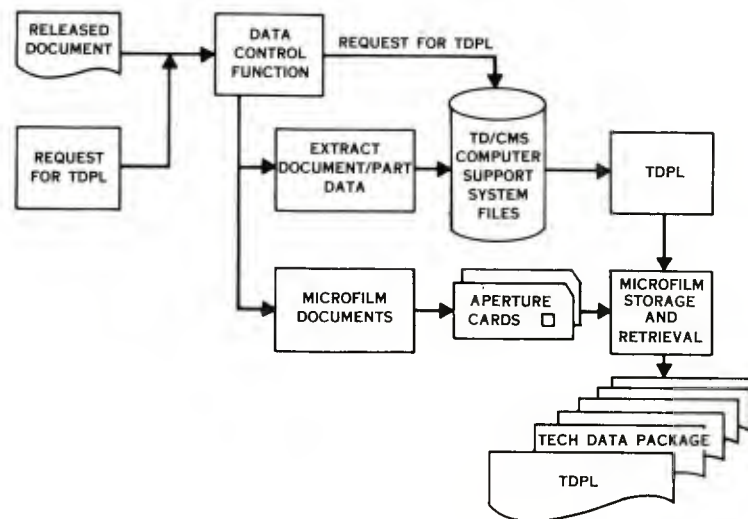 RELEASED
DOCUMENT
DATA
CONTROL
FUNCTION
REQUEST FOR TDPL
REQUEST
FOR TDPL
EXTRACT
DOCUMENT/PART
DATA
TD/CMS
COMPUTER
SUPPORT
SYSTEM
FILES
TDPL
MICROFILM
DOCUMENTS
APERTURE
CARDS
MICROFILM
STORAGE
AND
RETRIEVAL
TECH DATA PACKAGE
TDPL